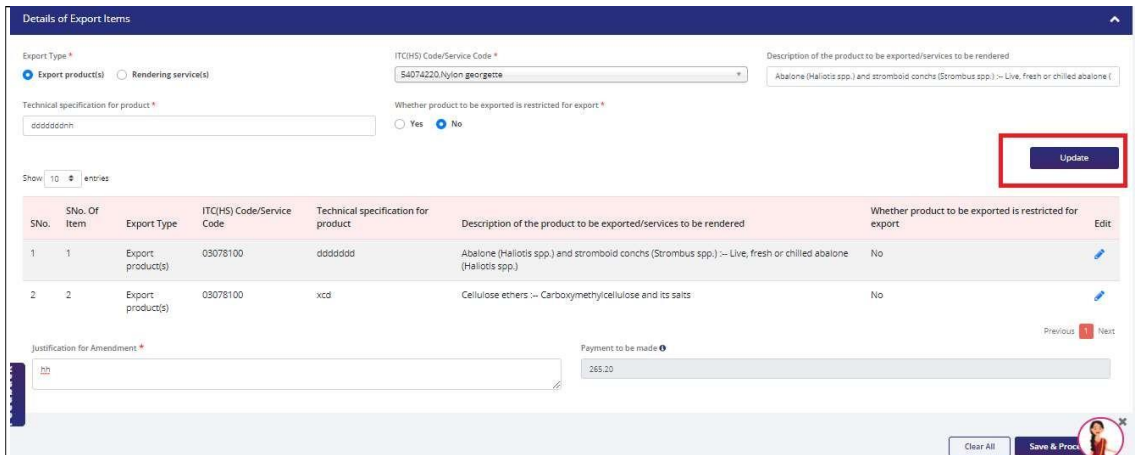 Details of Export Items
Export Type *
ITC(HS) Code/Service Code *
Description of the product to be exported/services to be rendered
Export product(s) Rendering service(s)
54074220.Nylon georgette
Abalone (Haliotis spp.) and stromboid conchs (Strombus spp.) :-- Live, fresh or chilled abalone (
Technical specification for product *
Whether product to be exported is restricted for export *
dddddddnh
Yes No
Update
Show 10 entries
SNo. SNo. Of Item Export Type ITC(HS) Code/Service Code Technical specification for product Description of the product to be exported/services to be rendered Whether product to be exported is restricted for export Edit
1 1 Export product(s) 03078100 ddddddd Abalone (Haliotis spp.) and stromboid conchs (Strombus spp.) :-- Live, fresh or chilled abalone (Haliotis spp.) No
2 2 Export product(s) 03078100 xcd Cellulose ethers :-- Carboxymethylcellulose and its salts No
Previous 1 Next
Justification for Amendment *
Payment to be made
hh
265.20
Clear All
Save & Proce